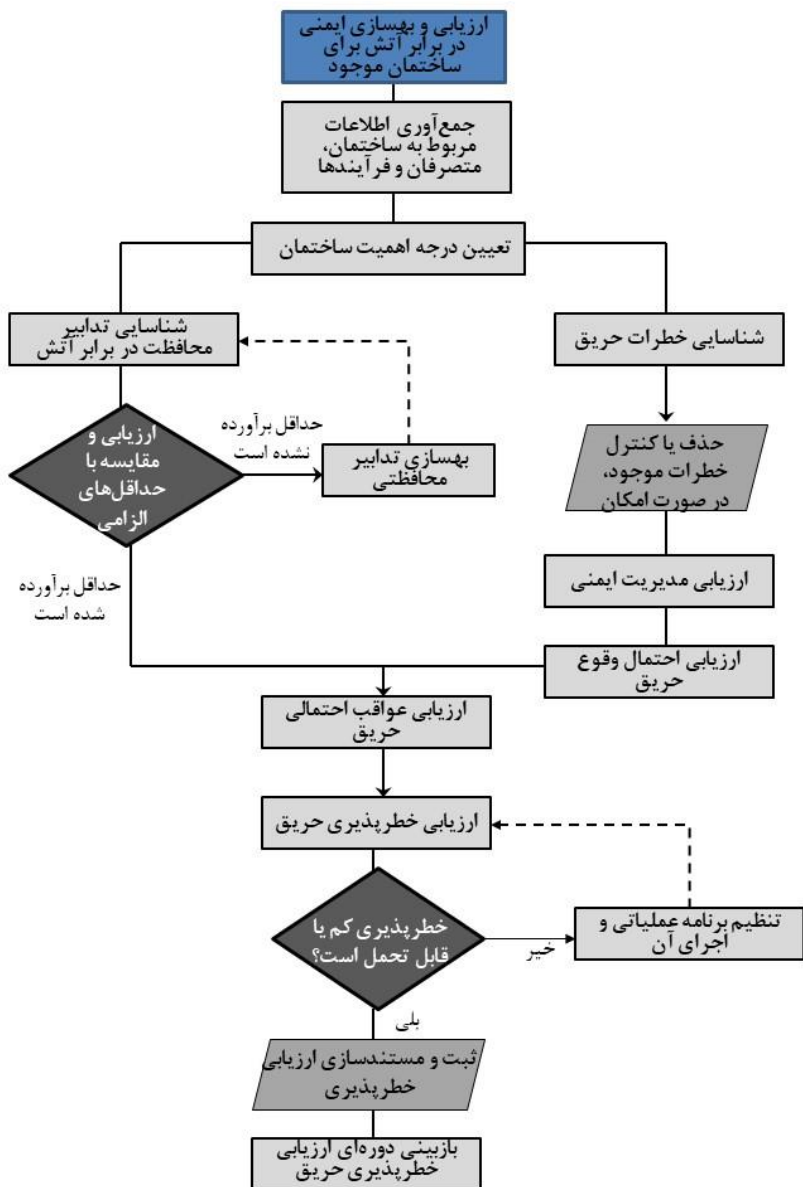 ارزیابی و بهسازی ایمنی
در برابر آتش برای
ساختمان موجود
جمع‌آوری اطلاعات
مربوط به ساختمان،
متصرفان و فرآیندها
تعیین درجه اهمیت ساختمان
شناسایی خطرات حریق
شناسایی تدابیر
محافظت در برابر آتش
حذف یا کنترل
خطرات موجود،
در صورت امکان
ارزیابی و
مقایسه با
حداقل‌های
الزامی
حداقل برآورده
نشده است
بهسازی تدابیر
محافظتی
ارزیابی مدیریت ایمنی
حداقل برآورده
شده است
ارزیابی احتمال وقوع
حریق
ارزیابی عواقب احتمالی
حریق
ارزیابی خطرپذیری حریق
خطرپذیری کم یا
قابل تحمل است؟
خیر
تنظیم برنامه عملیاتی و
اجرای آن
بلی
ثبت و مستندسازی ارزیابی
خطرپذیری
بازبینی دوره‌ای ارزیابی
خطرپذیری حریق